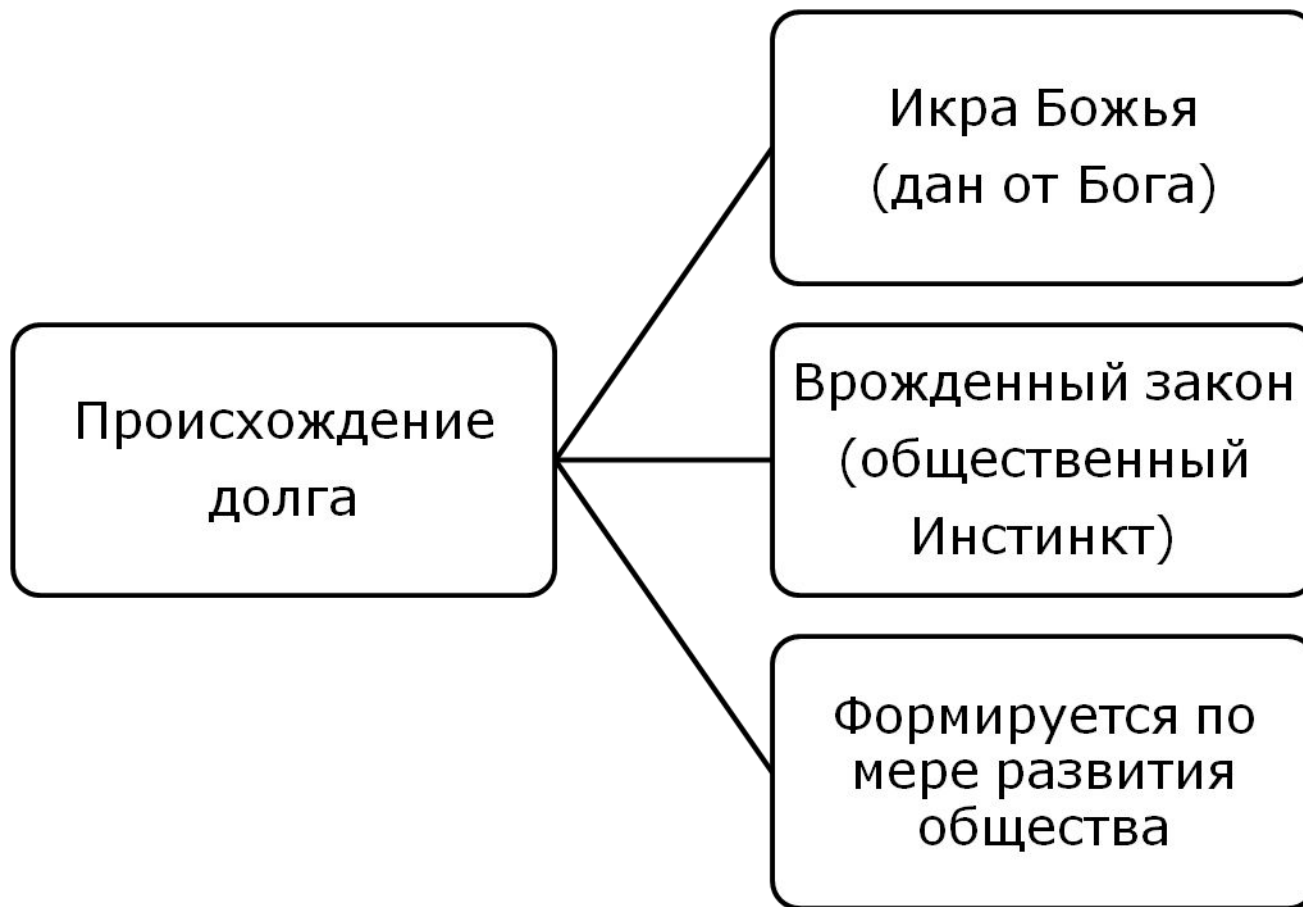 Происхождение
долга
Икра Божья
(дан от Бога)
Врожденный закон
(общественный
Инстинкт)
Формируется по
мере развития
общества